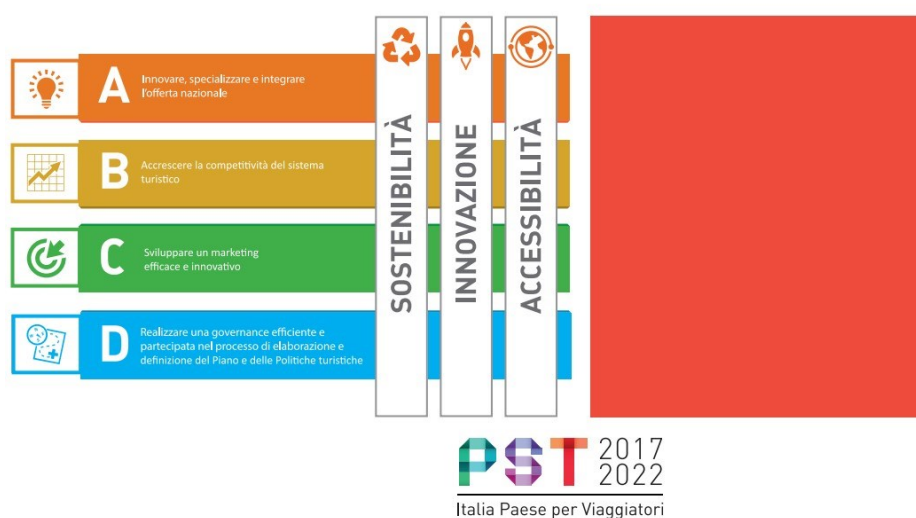 A
Innovare, specializzare e integrare
l'offerta nazionale
B
Accrescere la competitività del sistema
turistico
C
Sviluppare un marketing
efficace e innovativo
D
Realizzare una governance efficiente e
partecipata nel processo di elaborazione e
definizione del Piano e delle Politiche turistiche
SOSTENIBILITÀ
INNOVAZIONE
ACCESSIBILITÀ
PST 2017
2022
Italia Paese per Viaggiatori